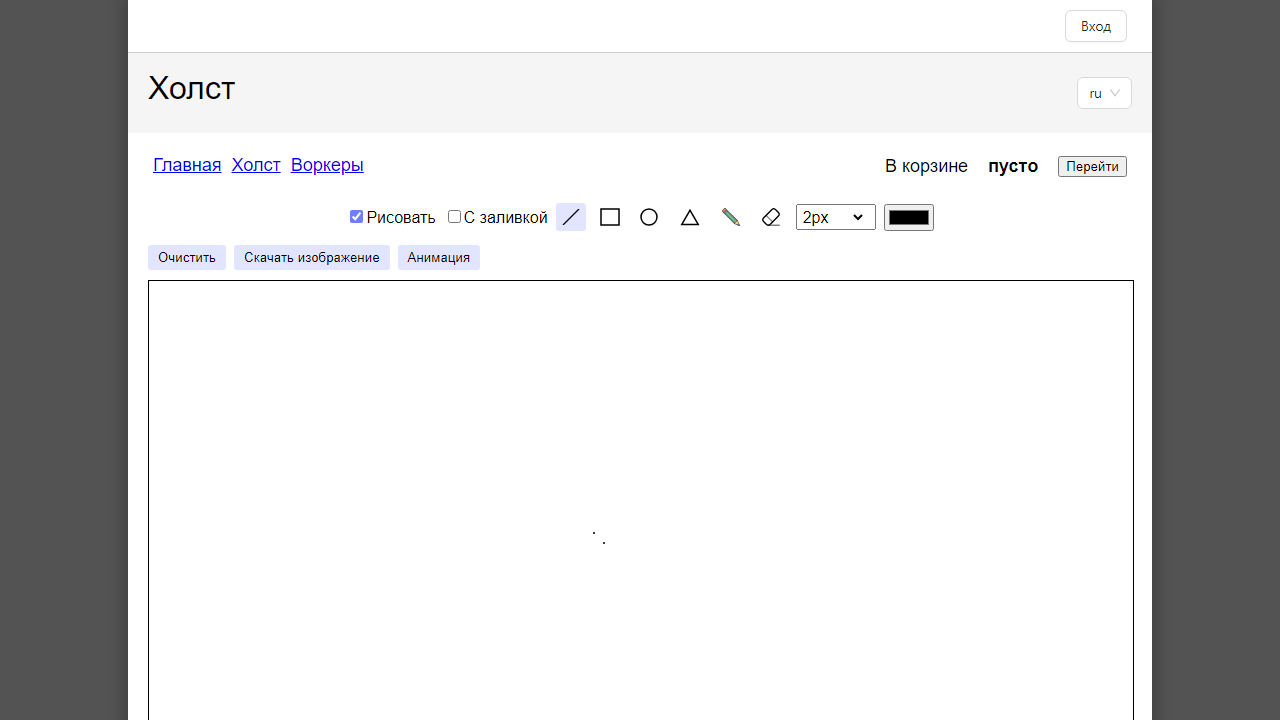 Вход
Холст
ru
Главная Холст Воркеры
В корзине пусто Перейти
Рисовать С заливкой 2px
Очистить Скачать изображение Анимация